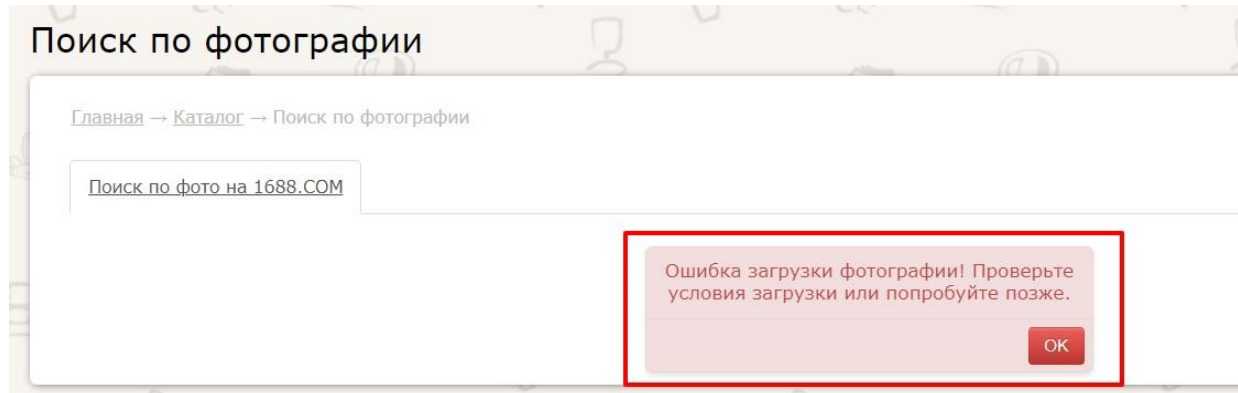 Поиск по фотографии
Главная → Каталог → Поиск по фотографии
Поиск по фото на 1688.COM
Ошибка загрузки фотографии! Проверьте
условия загрузки или попробуйте позже.
OK